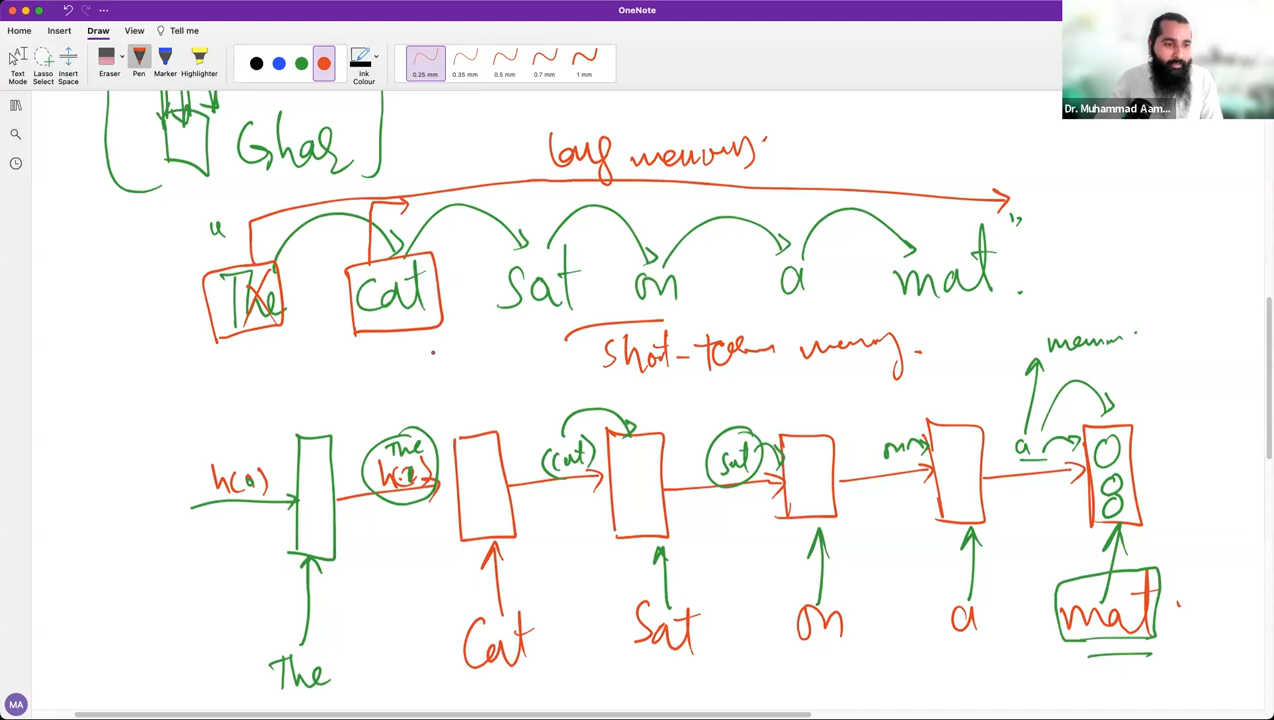 OneNote
Home Insert Draw View Tell me
Text Mode
Lasso Select
Insert Space
Eraser
Pen
Marker
Highlighter
Ink Colour
0.25 mm
0.35 mm
0.5 mm
0.7 mm
1 mm
Dr. Muhammad Aam...
Ghar
long memory.
" The Cat Sat on a mat. "
Short-term memory.
h(0)
The
(cat)
sat
on
a
The
Cat
Sat
on
a
mat.
MA